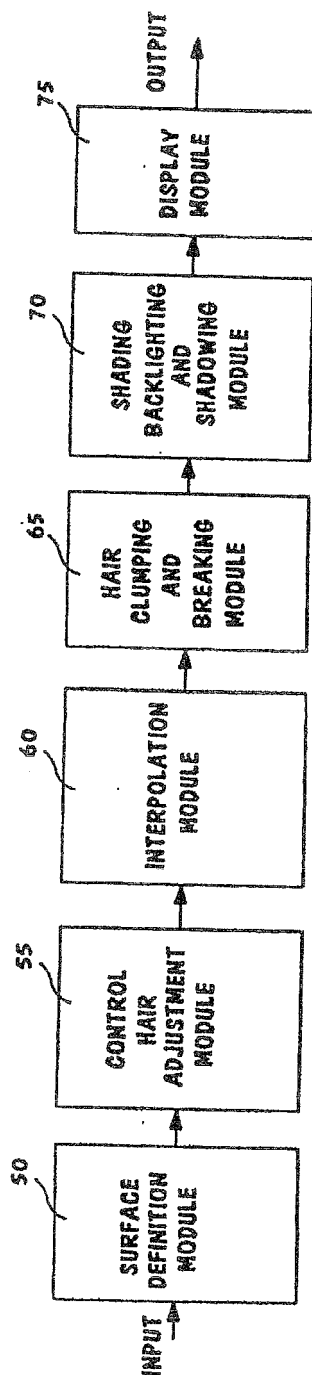 INPUT
50
SURFACE
DEFINITION
MODULE
55
CONTROL
HAIR
ADJUSTMENT
MODULE
60
INTERPOLATION
MODULE
65
HAIR
CLUMPING
AND
BREAKING
MODULE
70
SHADING
BACKLIGHTING
AND
SHADOWING
MODULE
75
DISPLAY
MODULE
OUTPUT